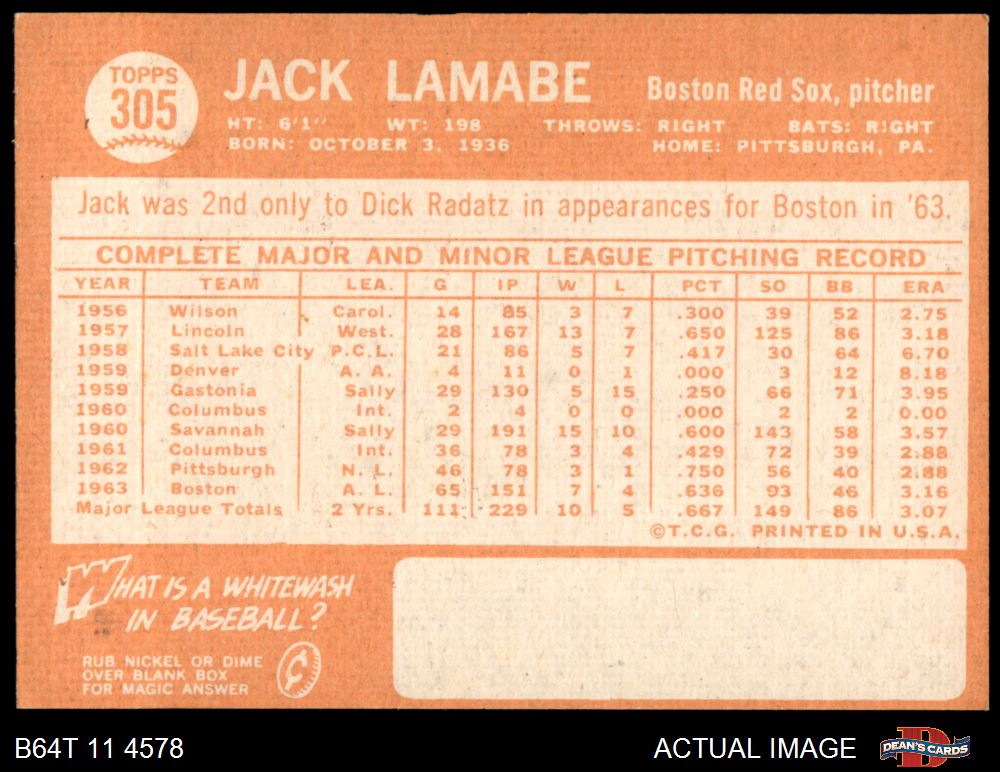 TOPPS
305
JACK LAMABE
Boston Red Sox, pitcher
HT: 6'1" WT: 198 THROWS: RIGHT BATS: RIGHT
BORN: OCTOBER 3, 1936 HOME: PITTSBURGH, PA.
Jack was 2nd only to Dick Radatz in appearances for Boston in '63.
COMPLETE MAJOR AND MINOR LEAGUE PITCHING RECORD
YEAR TEAM LEA. G IP W L PCT SO BB ERA
1956 Wilson Carol. 14 85 3 7 .300 39 52 2.75
1957 Lincoln West. 28 167 13 7 .650 125 86 3.18
1958 Salt Lake City P.C.L. 21 86 5 7 .417 30 64 6.70
1959 Denver A. A. 4 11 0 1 .000 3 12 8.18
1959 Gastonia Sally 29 130 5 15 .250 66 71 3.95
1960 Columbus Int. 2 4 0 0 .000 2 2 0.00
1960 Savannah Sally 29 191 15 10 .600 143 58 3.57
1961 Columbus Int. 36 78 3 4 .429 72 39 2.88
1962 Pittsburgh N. L. 46 78 3 1 .750 56 40 2.88
1963 Boston A. L. 65 151 7 4 .636 93 46 3.16
Major League Totals 2 Yrs. 111 229 10 5 .667 149 86 3.07
©T.C.G. PRINTED IN U.S.A.
WHAT IS A WHITEWASH
IN BASEBALL?
RUB NICKEL OR DIME
OVER BLANK BOX
FOR MAGIC ANSWER
¢
B64T 11 4578
ACTUAL IMAGE
D
DEAN'S CARDS